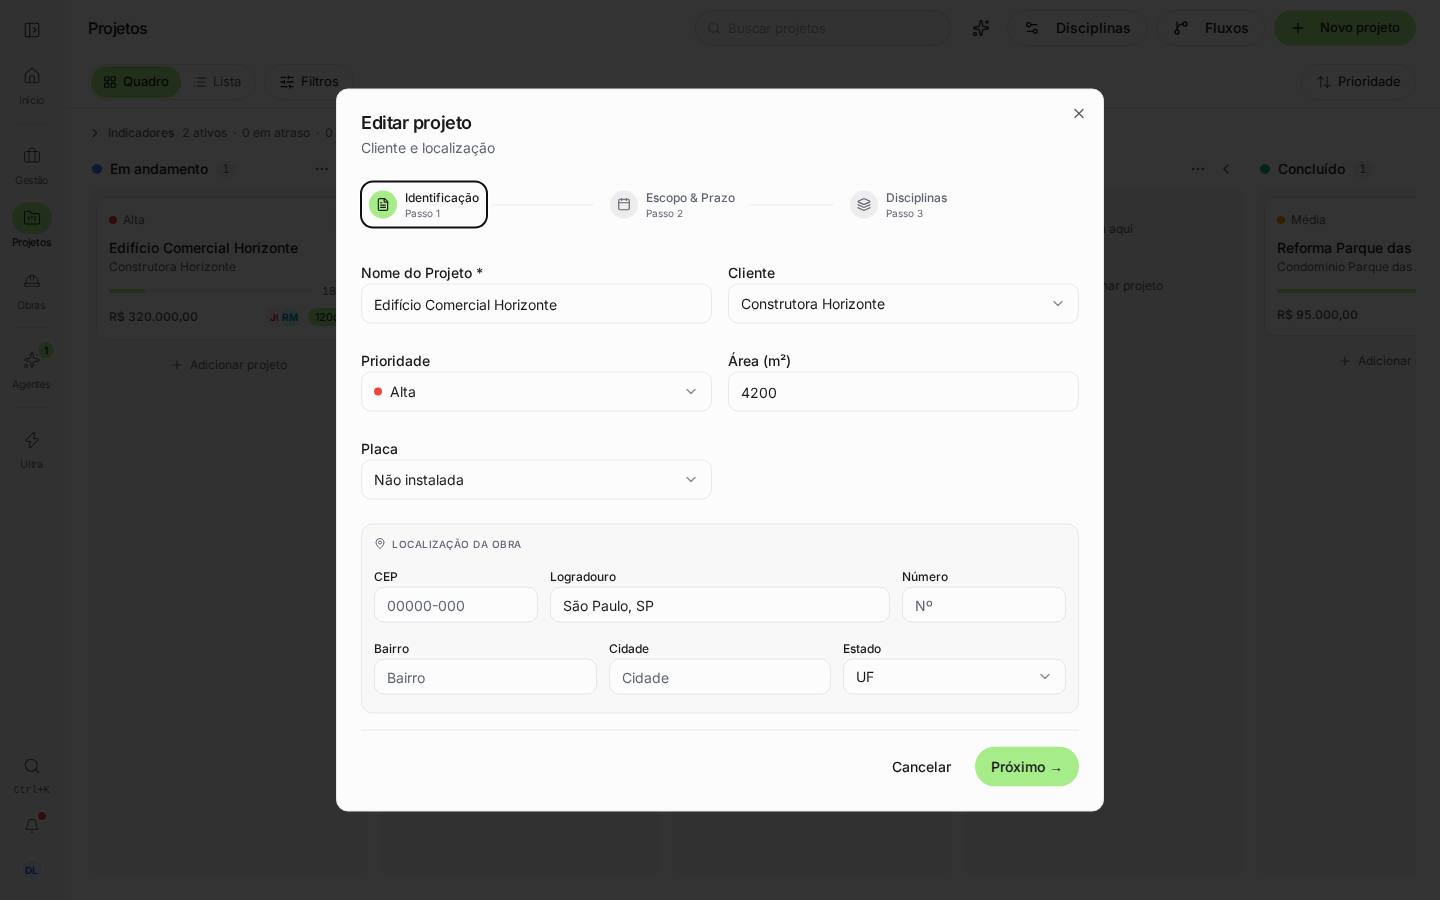 Projetos
Buscar projetos
Disciplinas
Fluxos
Novo projeto
Início
Gestão
Projetos
Obras
1
Agentes
Ultra
Ctrl+K
DL
Quadro
Lista
Filtros
Prioridade
Indicadores 2 ativos · 0 em atraso · 0
Em andamento 1
Alta
Edifício Comercial Horizonte
Construtora Horizonte
18
R$ 320.000,00
RM
Adicionar projeto
aqui
Concluído 1
Média
Reforma Parque das
Condomínio Parque das
R$ 95.000,00
Adicionar
Editar projeto
Cliente e localização
Identificação
Passo 1
Escopo & Prazo
Passo 2
Disciplinas
Passo 3
Nome do Projeto *
Edifício Comercial Horizonte
Cliente
Construtora Horizonte
Prioridade
Alta
Área (m²)
4200
Placa
Não instalada
LOCALIZAÇÃO DA OBRA
CEP
00000-000
Logradouro
São Paulo, SP
Número
Nº
Bairro
Bairro
Cidade
Cidade
Estado
UF
Cancelar
Próximo →